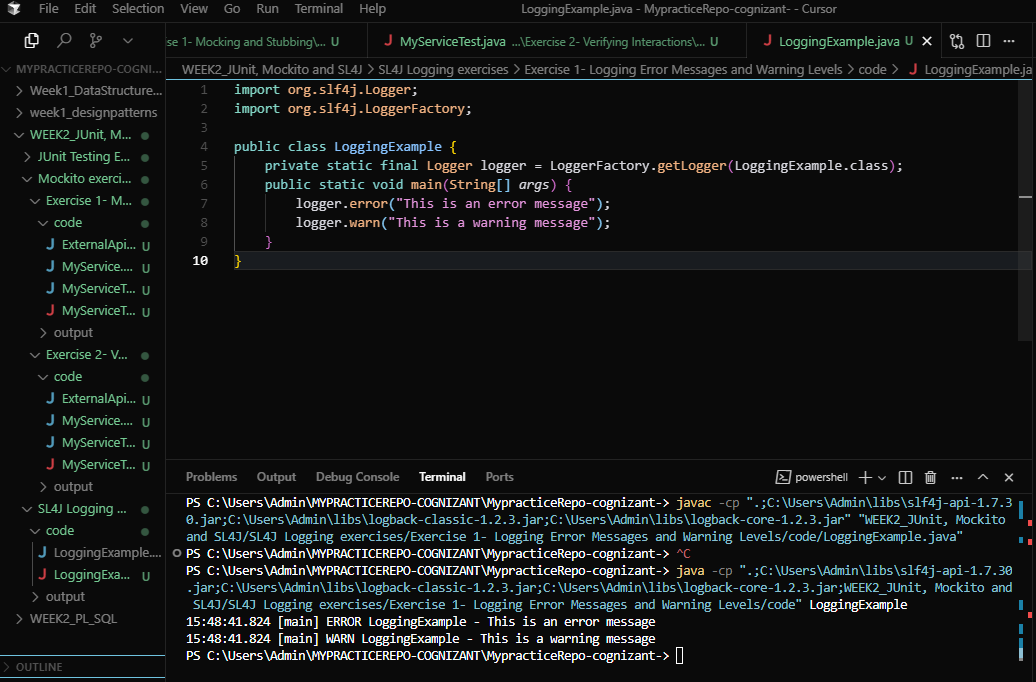 File Edit Selection View Go Run Terminal Help LoggingExample.java - MypracticeRepo-cognizant- - Cursor
se 1- Mocking and Stubbing\... U MyServiceTest.java ...\Exercise 2- Verifying Interactions\... U LoggingExample.java U
WEEK2_JUnit, Mockito and SL4J > SL4J Logging exercises > Exercise 1- Logging Error Messages and Warning Levels > code > LoggingExample.ja
MYPRACTICEREPO-COGNI...
Week1_DataStructure...
week1_designpatterns
WEEK2_JUnit, M...
JUnit Testing E...
Mockito exerci...
Exercise 1- M...
code
ExternalApi... U
MyService.... U
MyServiceT... U
MyServiceT... U
output
Exercise 2- V...
code
ExternalApi... U
MyService.... U
MyServiceT... U
MyServiceT... U
output
SL4J Logging ...
code
LoggingExample....
LoggingExa... U
output
WEEK2_PL_SQL
OUTLINE
1 import org.slf4j.Logger;
2 import org.slf4j.LoggerFactory;
3
4 public class LoggingExample {
5 private static final Logger logger = LoggerFactory.getLogger(LoggingExample.class);
6 public static void main(String[] args) {
7 logger.error("This is an error message");
8 logger.warn("This is a warning message");
9 }
10 }
Problems Output Debug Console Terminal Ports powershell
PS C:\Users\Admin\MYPRACTICEREPO-COGNIZANT\MypracticeRepo-cognizant-> javac -cp ".;C:\Users\Admin\libs\slf4j-api-1.7.3
0.jar;C:\Users\Admin\libs\logback-classic-1.2.3.jar;C:\Users\Admin\libs\logback-core-1.2.3.jar" "WEEK2_JUnit, Mockito
and SL4J/SL4J Logging exercises/Exercise 1- Logging Error Messages and Warning Levels/code/LoggingExample.java"
PS C:\Users\Admin\MYPRACTICEREPO-COGNIZANT\MypracticeRepo-cognizant-> ^C
PS C:\Users\Admin\MYPRACTICEREPO-COGNIZANT\MypracticeRepo-cognizant-> java -cp ".;C:\Users\Admin\libs\slf4j-api-1.7.30
.jar;C:\Users\Admin\libs\logback-classic-1.2.3.jar;C:\Users\Admin\libs\logback-core-1.2.3.jar;WEEK2_JUnit, Mockito and
SL4J/SL4J Logging exercises/Exercise 1- Logging Error Messages and Warning Levels/code" LoggingExample
15:48:41.824 [main] ERROR LoggingExample - This is an error message
15:48:41.824 [main] WARN LoggingExample - This is a warning message
PS C:\Users\Admin\MYPRACTICEREPO-COGNIZANT\MypracticeRepo-cognizant->